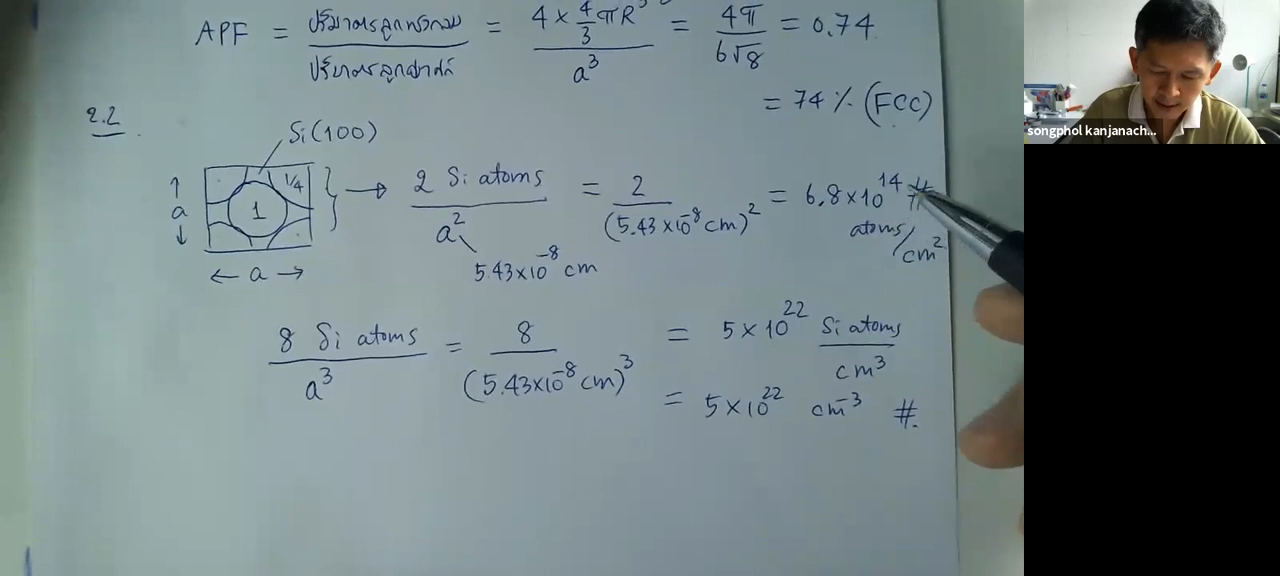 APF = ปริมาตรลูกทรงกลม / ปริมาตรลูกบาศก์ = 4 × 4/3 πR³ / a³ = 4π / 6√8 = 0.74
= 74 % (FCC)
2.2
Si (100)
1/4
1
a
a
2 Si atoms / a² = 2 / (5.43 × 10⁻⁸ cm)² = 6.8 × 10¹⁴ #
atoms/cm²
5.43×10⁻⁸ cm
8 Si atoms / a³ = 8 / (5.43×10⁻⁸ cm)³ = 5 × 10²² Si atoms / cm³
= 5 × 10²² cm⁻³ #.
songphol kanjanach...